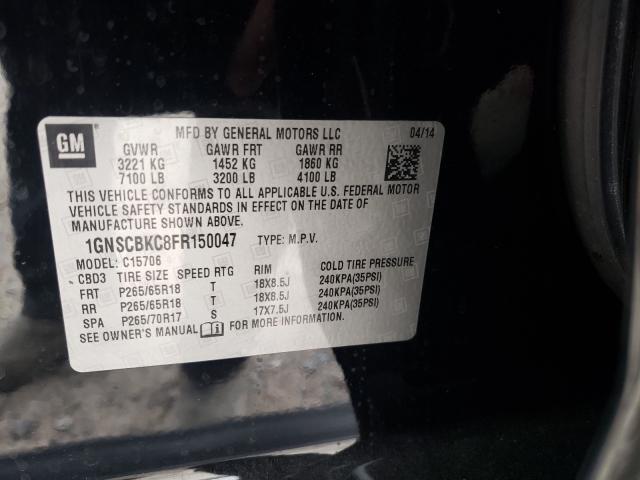 GM
MFD BY GENERAL MOTORS LLC 04/14
GVWR GAWR FRT GAWR RR
3221 KG 1452 KG 1860 KG
7100 LB 3200 LB 4100 LB
THIS VEHICLE CONFORMS TO ALL APPLICABLE U.S. FEDERAL MOTOR
VEHICLE SAFETY STANDARDS IN EFFECT ON THE DATE OF
MANUFACTURE SHOWN ABOVE.
1GNSCBKC8FR150047 TYPE: M.P.V.
MODEL: C15706
CBD3 TIRE SIZE SPEED RTG RIM COLD TIRE PRESSURE
FRT P265/65R18 T 18X8.5J 240KPA(35PSI)
RR P265/65R18 T 18X8.5J 240KPA(35PSI)
SPA P265/70R17 S 17X7.5J 240KPA(35PSI)
SEE OWNER'S MANUAL FOR MORE INFORMATION.